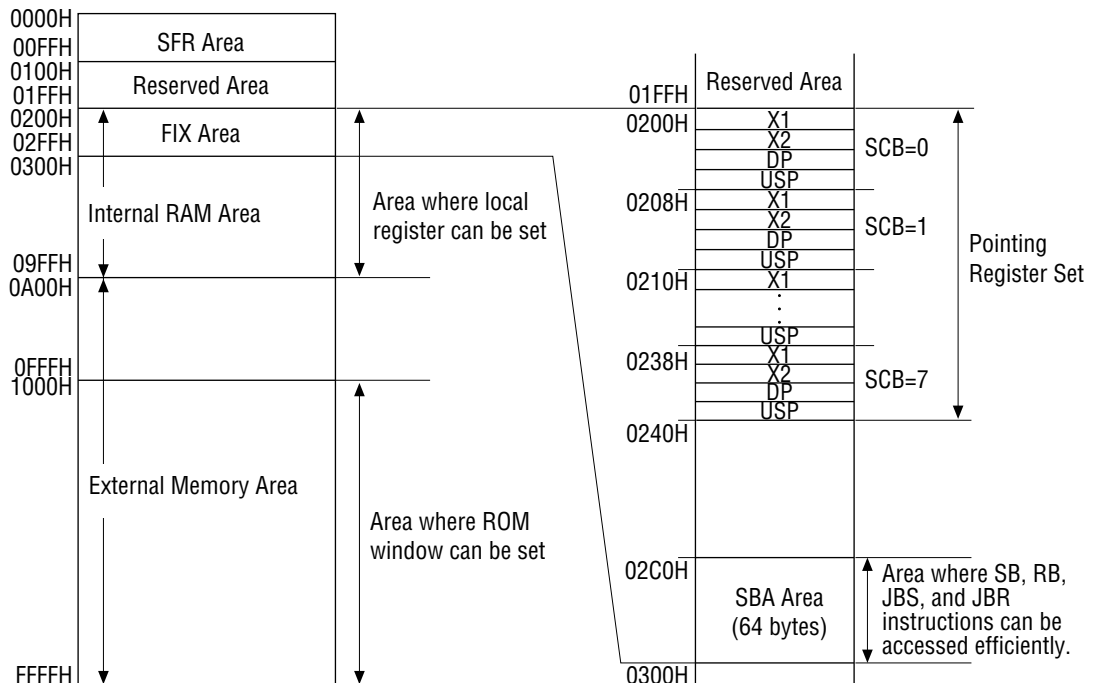 0000H
SFR Area
00FFH
0100H
Reserved Area
01FFH
0200H
FIX Area
02FFH
0300H
Internal RAM Area
Area where local
register can be set
09FFH
0A00H
0FFFH
1000H
External Memory Area
Area where ROM
window can be set
FFFFH
Reserved Area
01FFH
0200H
X1
X2
DP
USP
SCB=0
0208H
X1
X2
DP
USP
SCB=1
0210H
X1
USP
0238H
X1
X2
DP
USP
SCB=7
0240H
Pointing
Register Set
02C0H
SBA Area
(64 bytes)
0300H
Area where SB, RB,
JBS, and JBR
instructions can be
accessed efficiently.